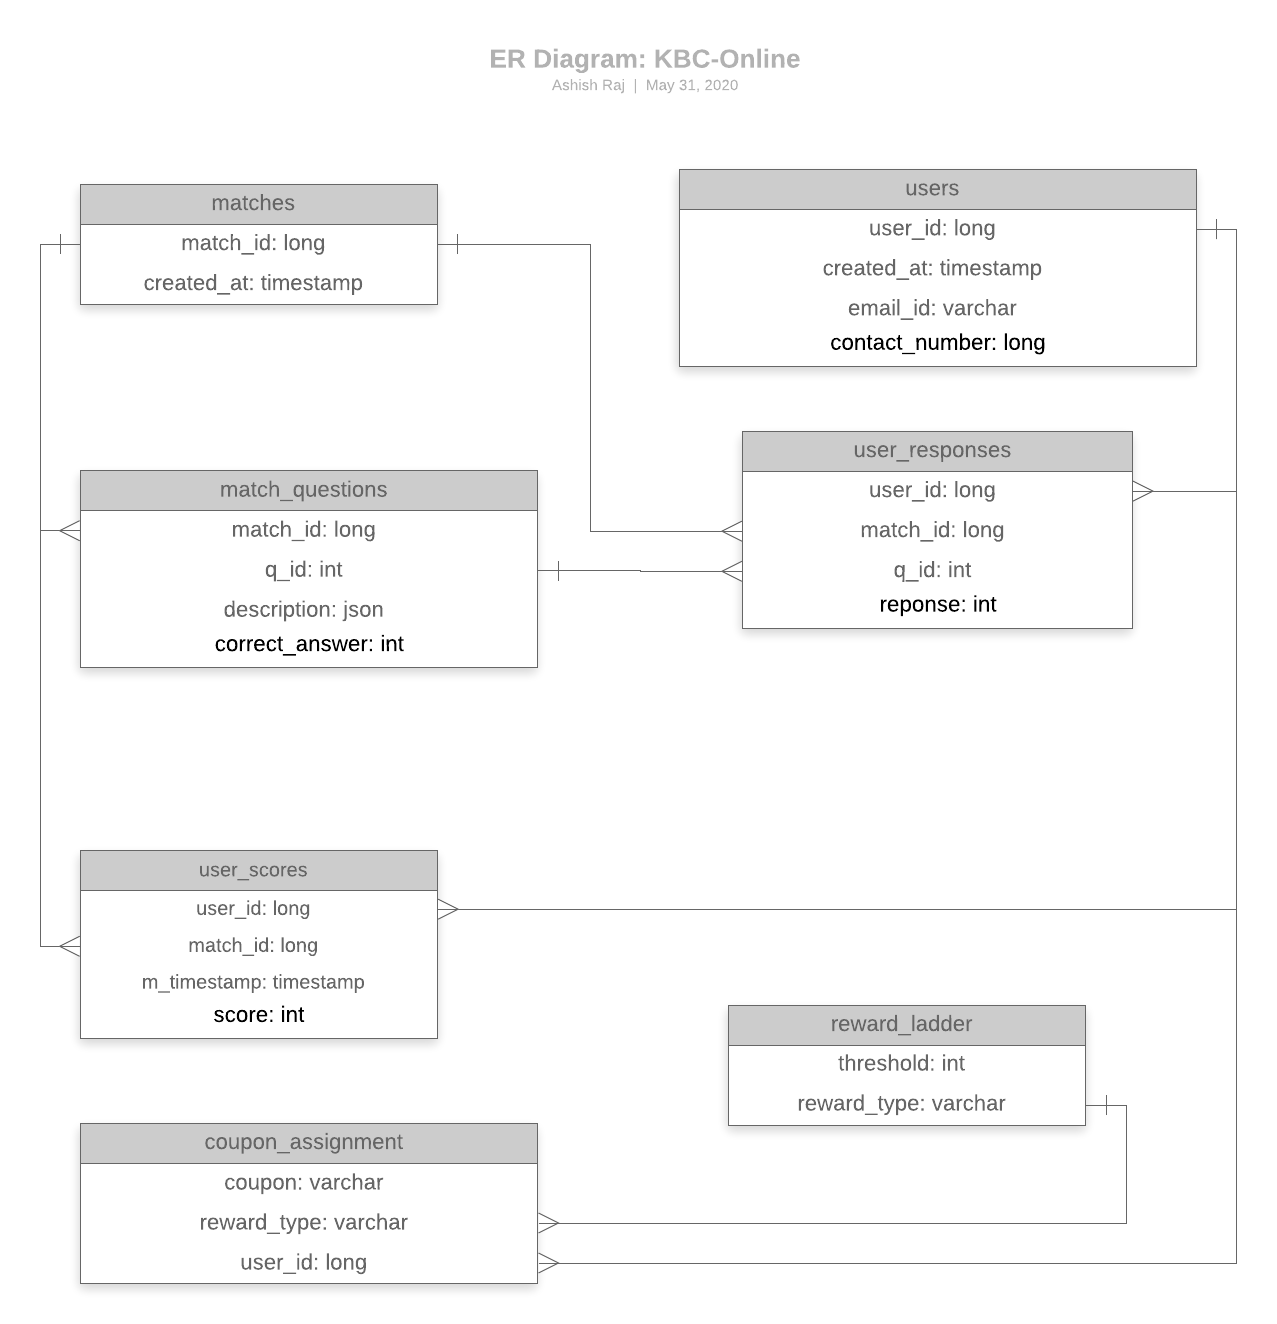 ER Diagram: KBC-Online
Ashish Raj | May 31, 2020
matches
match_id: long
created_at: timestamp
users
user_id: long
created_at: timestamp
email_id: varchar
contact_number: long
match_questions
match_id: long
q_id: int
description: json
correct_answer: int
user_responses
user_id: long
match_id: long
q_id: int
reponse: int
user_scores
user_id: long
match_id: long
m_timestamp: timestamp
score: int
reward_ladder
threshold: int
reward_type: varchar
coupon_assignment
coupon: varchar
reward_type: varchar
user_id: long